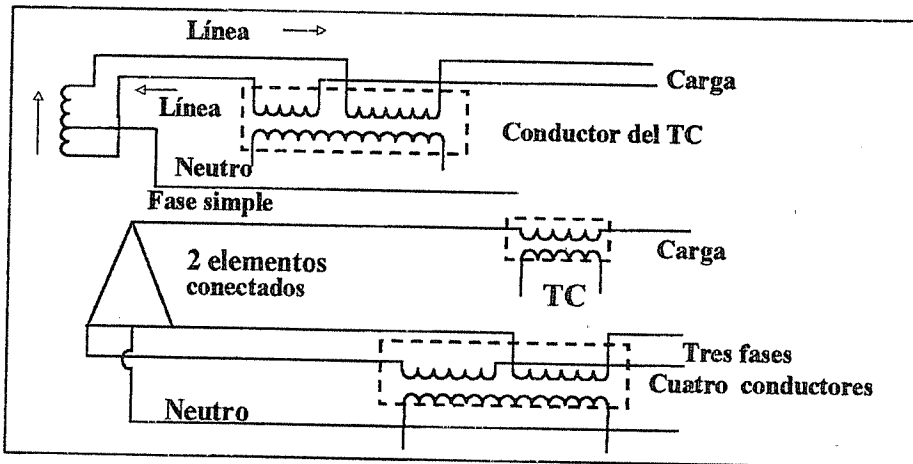 Línea
Carga
Línea
Conductor del TC
Neutro
Fase simple
Carga
2 elementos
conectados
TC
Tres fases
Cuatro conductores
Neutro